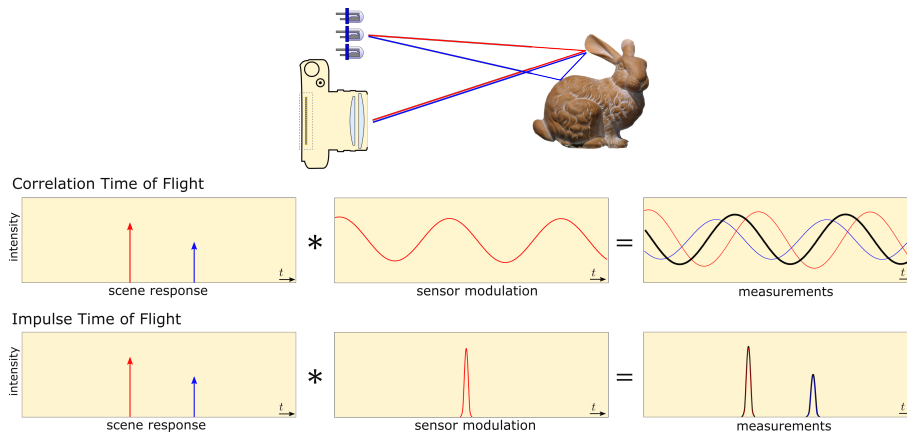 Correlation Time of Flight
intensity
t
scene response
*
t
sensor modulation
=
t
measurements
Impulse Time of Flight
intensity
t
scene response
*
t
sensor modulation
=
t
measurements